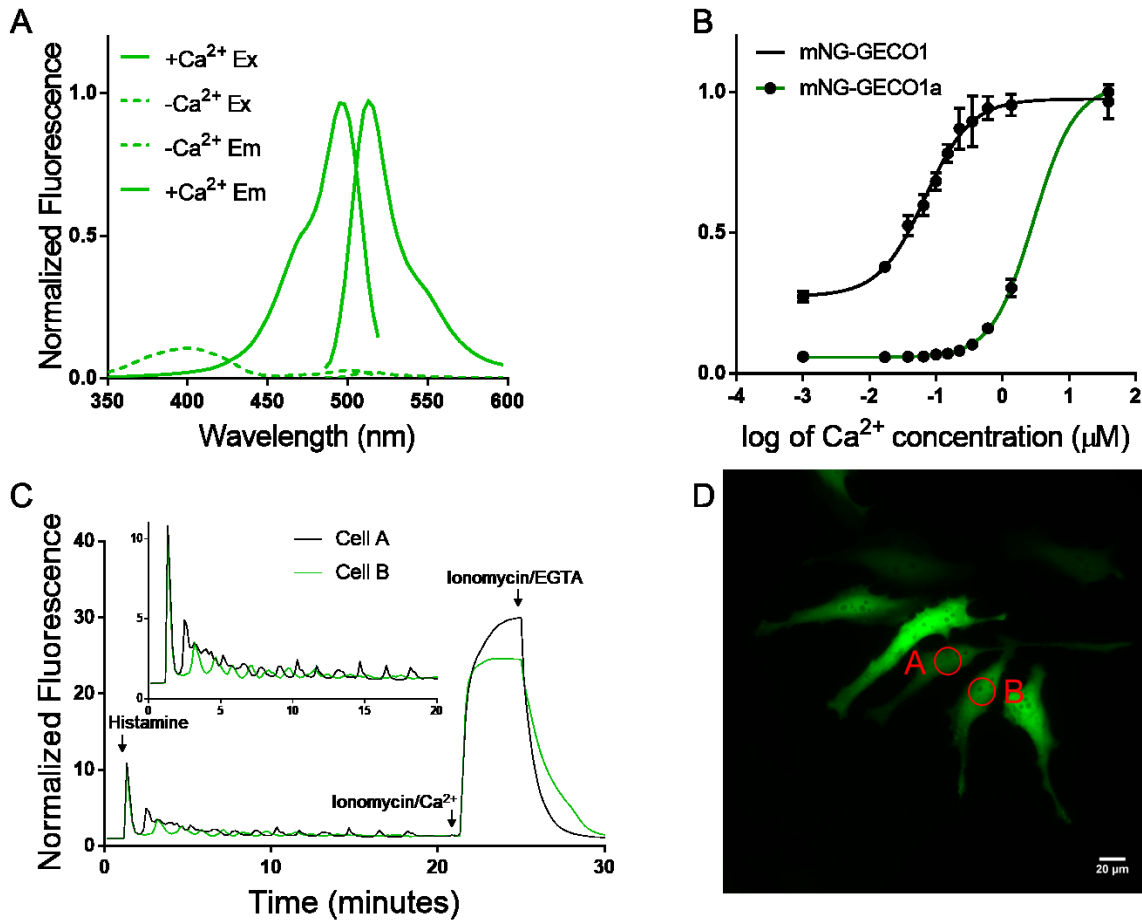 A
+Ca²⁺ Ex
-Ca²⁺ Ex
-Ca²⁺ Em
+Ca²⁺ Em
Normalized Fluorescence
1.0
0.5
0.0
350 400 450 500 550 600
Wavelength (nm)
B
mNG-GECO1
mNG-GECO1a
1.0
0.5
0.0
-4 -3 -2 -1 0 1 2
log of Ca²⁺ concentration (μM)
C
Normalized Fluorescence
40
30
20
10
0
10
5
0
0 5 10 15 20
Cell A
Cell B
Histamine
Ionomycin/Ca²⁺
Ionomycin/EGTA
0 10 20 30
Time (minutes)
D
A
B
20 μm